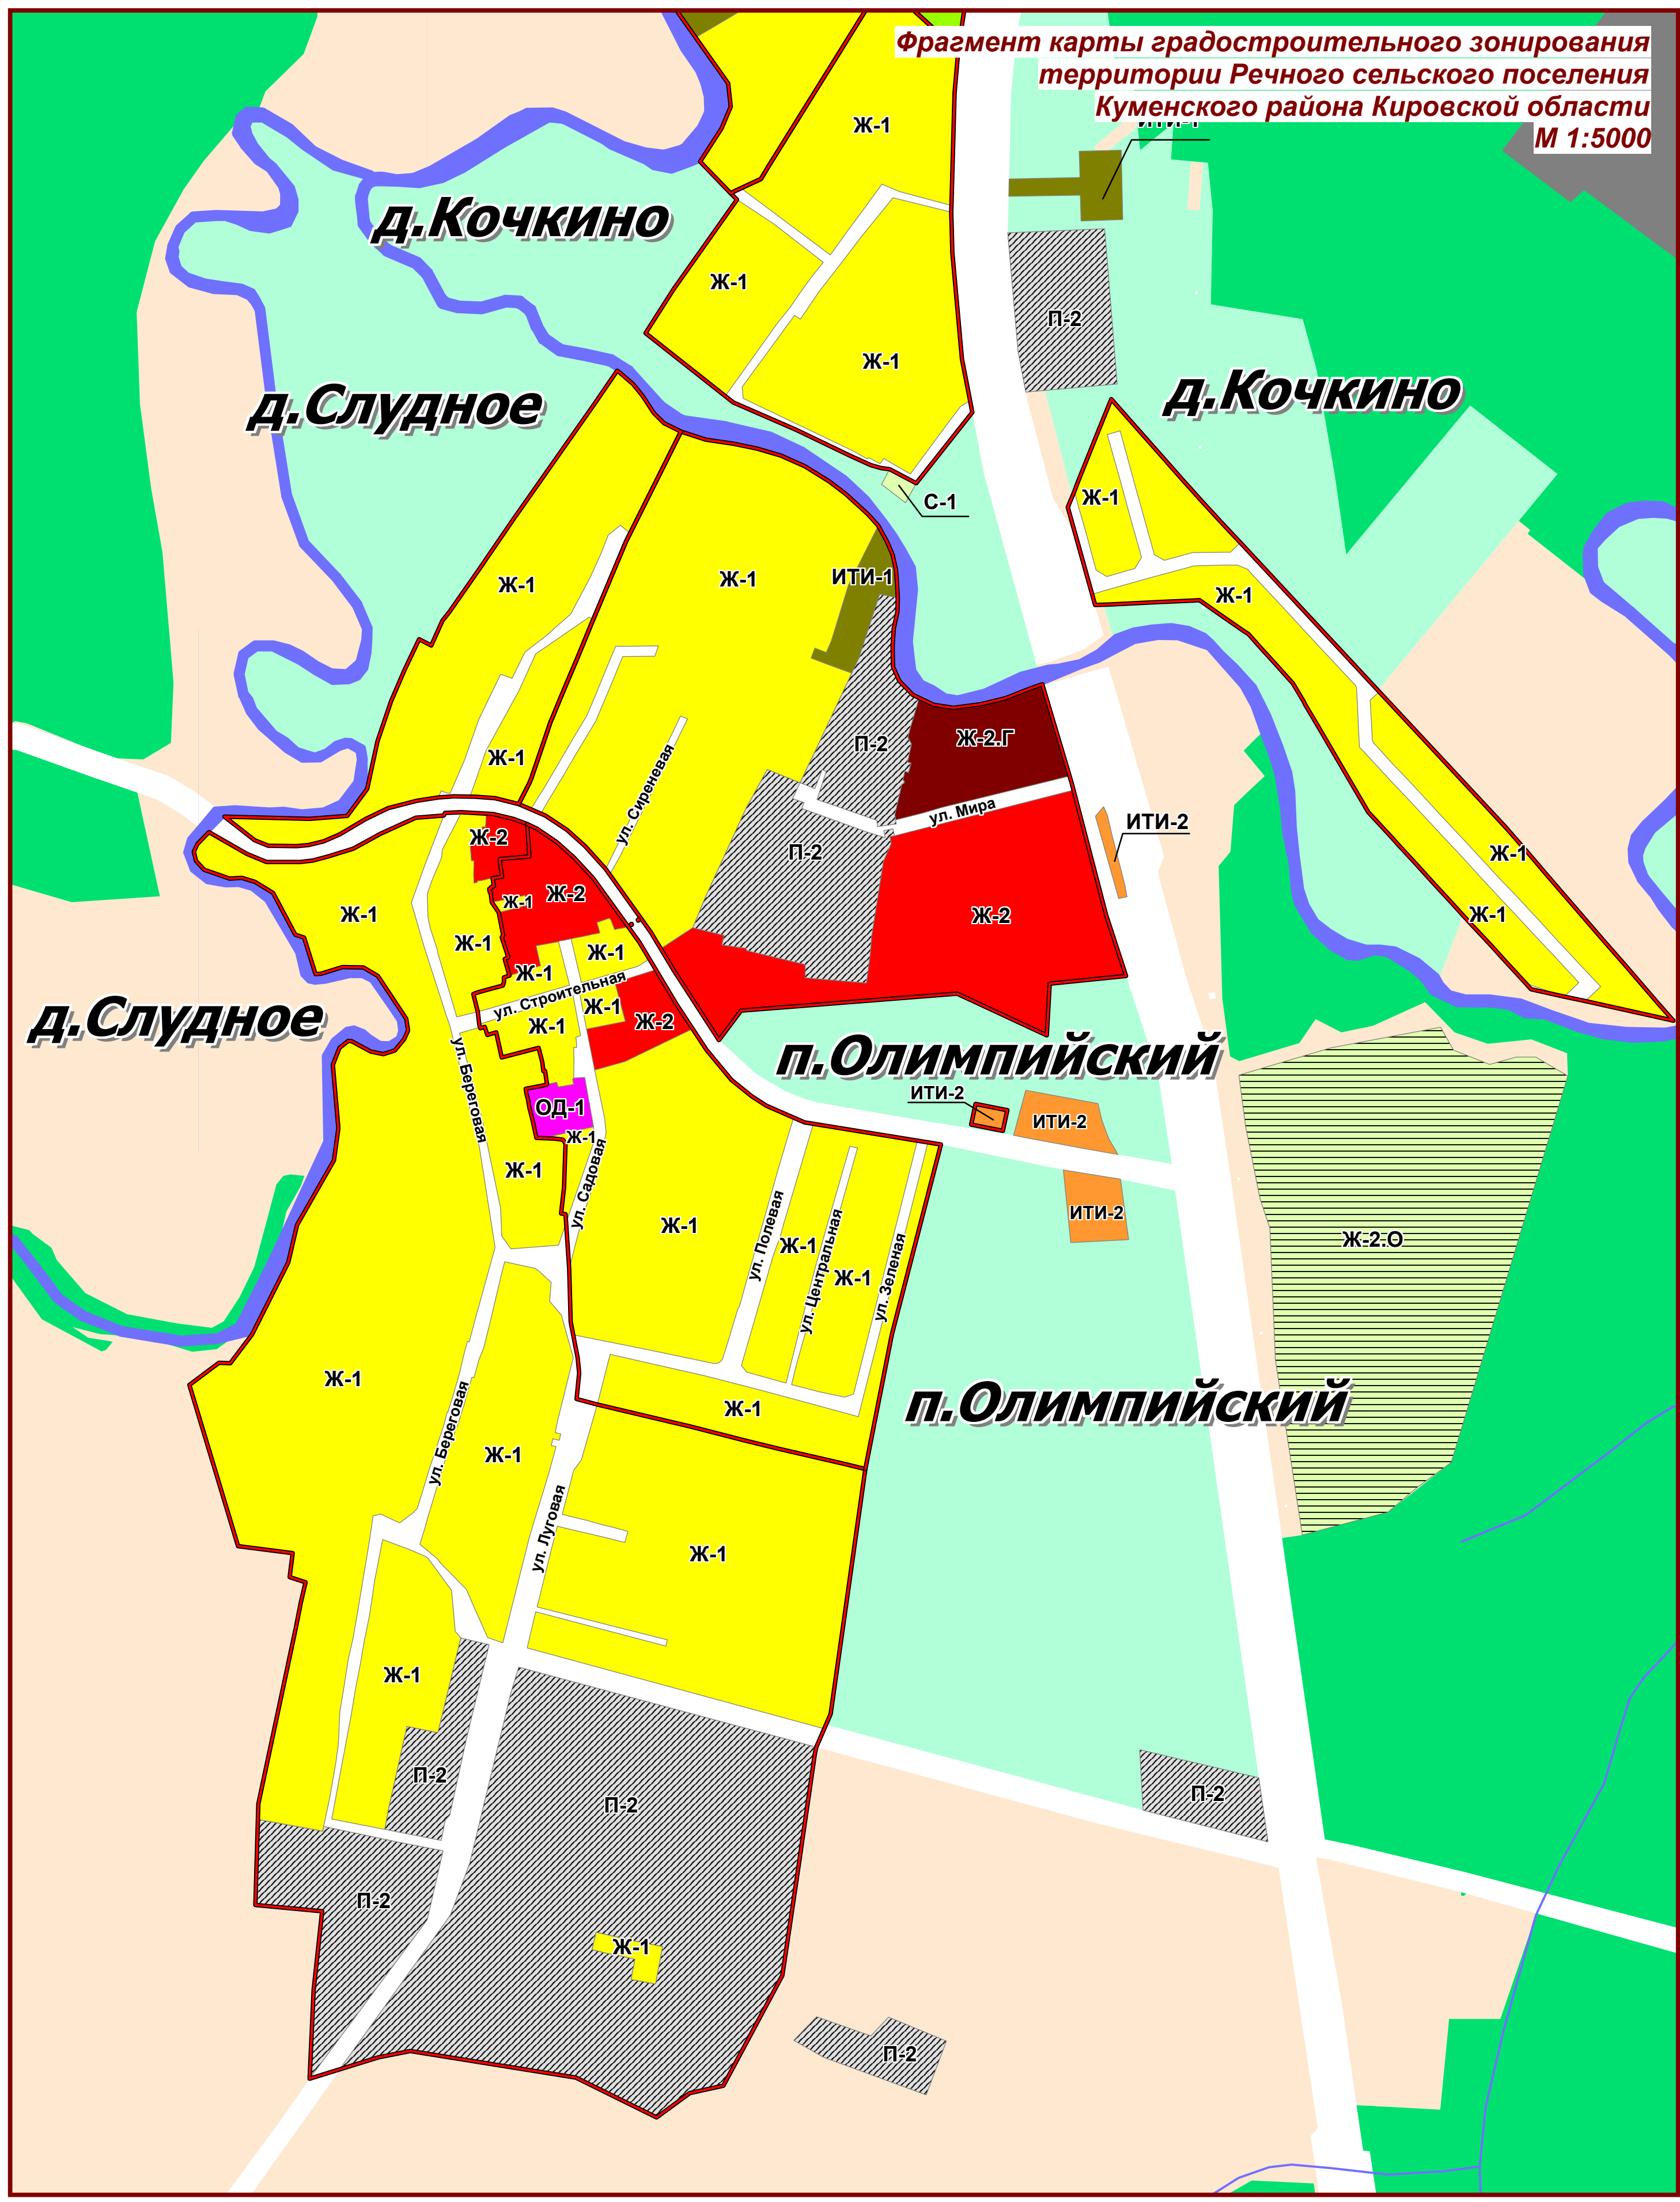 Фрагмент карты градостроительного зонирования
территории Речного сельского поселения
Куменского района Кировской области
М 1:5000
Ж-1
ИТИ-1
д.Кочкино
Ж-1
П-2
Ж-1
д.Слудное
д.Кочкино
Ж-1
С-1
Ж-1
Ж-1
ИТИ-1
Ж-1
Ж-2.Г
П-2
Ж-1
ул. Сиреневая
ул. Мира
ИТИ-2
Ж-2
П-2
Ж-1
Ж-2
Ж-1
Ж-1
Ж-2
Ж-1
Ж-1
Ж-1
Ж-1
ул. Строительная
Ж-1
Ж-1
Ж-2
д.Слудное
п.Олимпийский
ул. Береговая
ИТИ-2
ОД-1
ИТИ-2
Ж-1
Ж-1
ул. Садовая
ИТИ-2
Ж-1
ул. Полевая
Ж-1
ул. Центральная
Ж-1
ул. Зеленая
Ж-2.О
Ж-1
Ж-1
п.Олимпийский
ул. Береговая
Ж-1
ул. Луговая
Ж-1
Ж-1
П-2
П-2
П-2
П-2
Ж-1
П-2